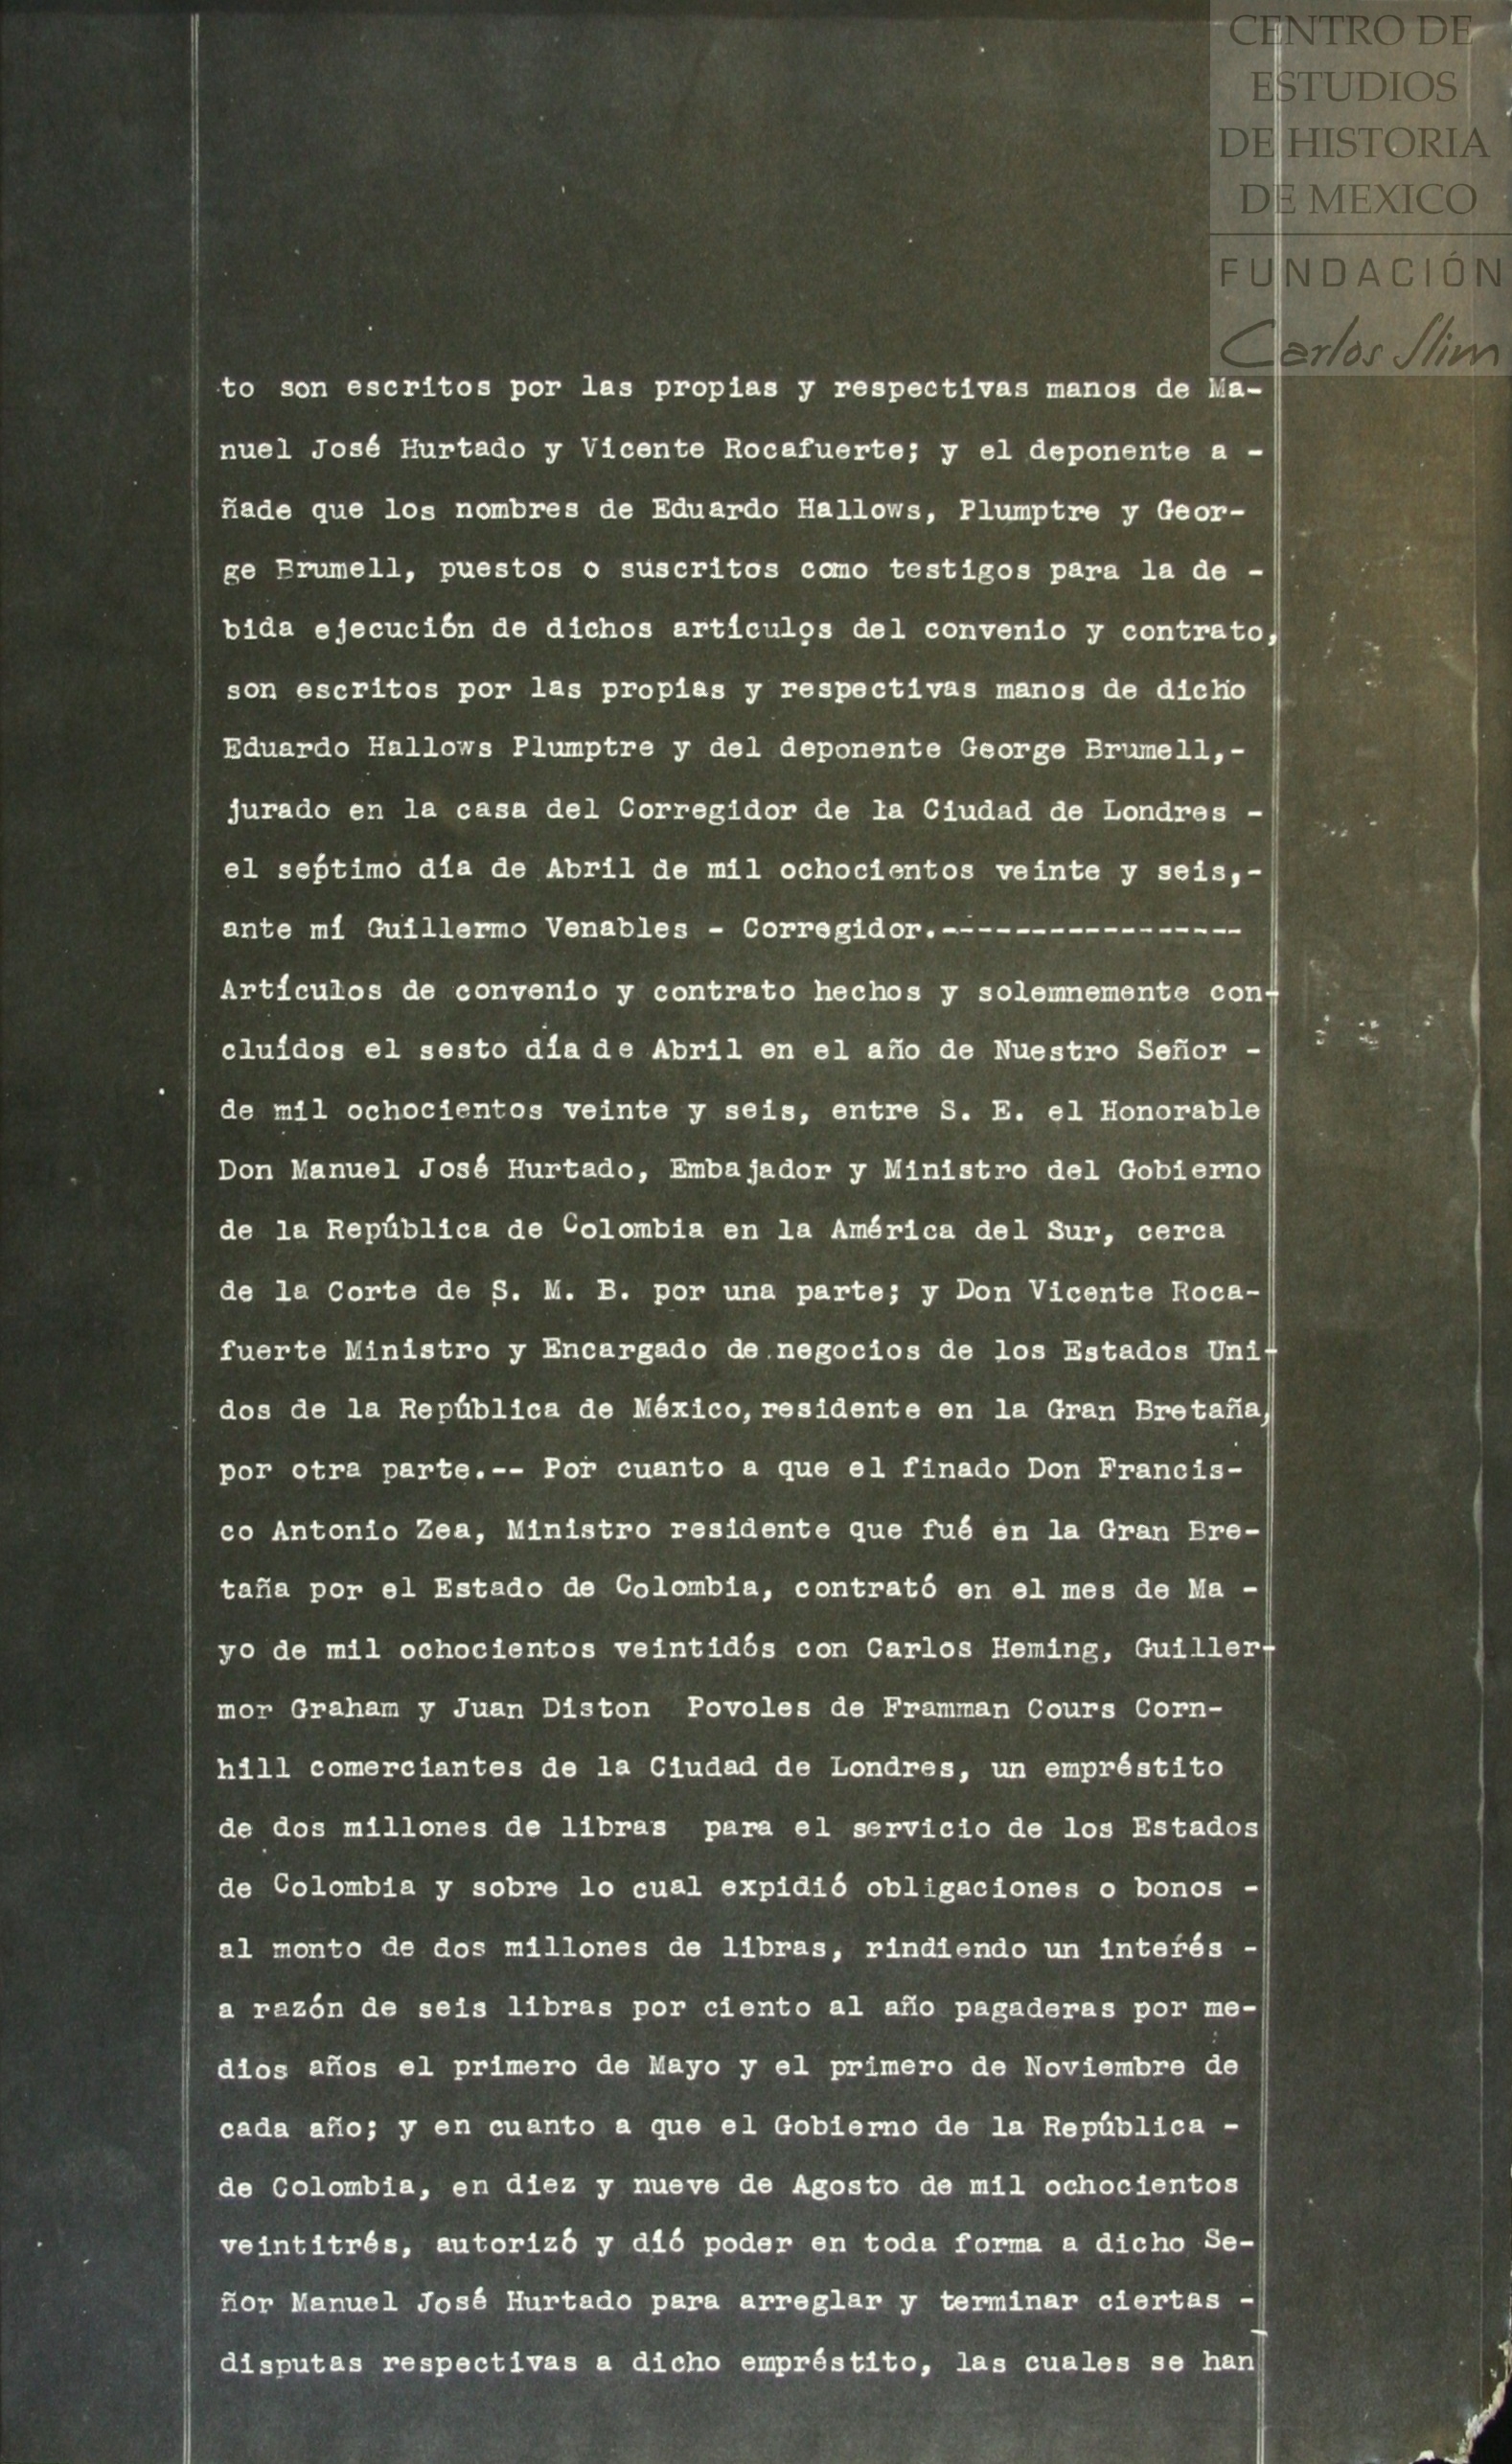 CENTRO DE
ESTUDIOS
DE HISTORIA
DE MEXICO
FUNDACIÓN
Carlos Slim
to son escritos por las propias y respectivas manos de Ma-
nuel José Hurtado y Vicente Rocafuerte; y el deponente a -
ñade que los nombres de Eduardo Hallows, Plumptre y Geor-
ge Brumell, puestos o suscritos como testigos para la de -
bida ejecución de dichos artículos del convenio y contrato,
son escritos por las propias y respectivas manos de dicho
Eduardo Hallows Plumptre y del deponente George Brumell,-
jurado en la casa del Corregidor de la Ciudad de Londres -
el septimo día de Abril de mil ochocientos veinte y seis,-
ante mí Guillermo Venables - Corregidor.-----------------
Artículos de convenio y contrato hechos y solemnemente con-
cluídos el sesto día de Abril en el año de Nuestro Señor -
de mil ochocientos veinte y seis, entre S. E. el Honorable
Don Manuel José Hurtado, Embajador y Ministro del Gobierno
de la República de Colombia en la América del Sur, cerca
de la Corte de S. M. B. por una parte; y Don Vicente Roca-
fuerte Ministro y Encargado de negocios de los Estados Uni-
dos de la República de México, residente en la Gran Bretaña,
por otra parte.-- Por cuanto a que el finado Don Francis-
co Antonio Zea, Ministro residente que fué en la Gran Bre-
taña por el Estado de Colombia, contrató en el mes de Ma -
yo de mil ochocientos veintidós con Carlos Heming, Guiller-
mor Graham y Juan Diston Povoles de Framman Cours Corn-
hill comerciantes de la Ciudad de Londres, un empréstito
de dos millones de libras para el servicio de los Estados
de Colombia y sobre lo cual expidió obligaciones o bonos -
al monto de dos millones de libras, rindiendo un interés -
a razón de seis libras por ciento al año pagaderas por me-
dios años el primero de Mayo y el primero de Noviembre de
cada año; y en cuanto a que el Gobierno de la República -
de Colombia, en diez y nueve de Agosto de mil ochocientos
veintitrés, autorizó y dió poder en toda forma a dicho Se-
ñor Manuel José Hurtado para arreglar y terminar ciertas -
disputas respectivas a dicho empréstito, las cuales se han